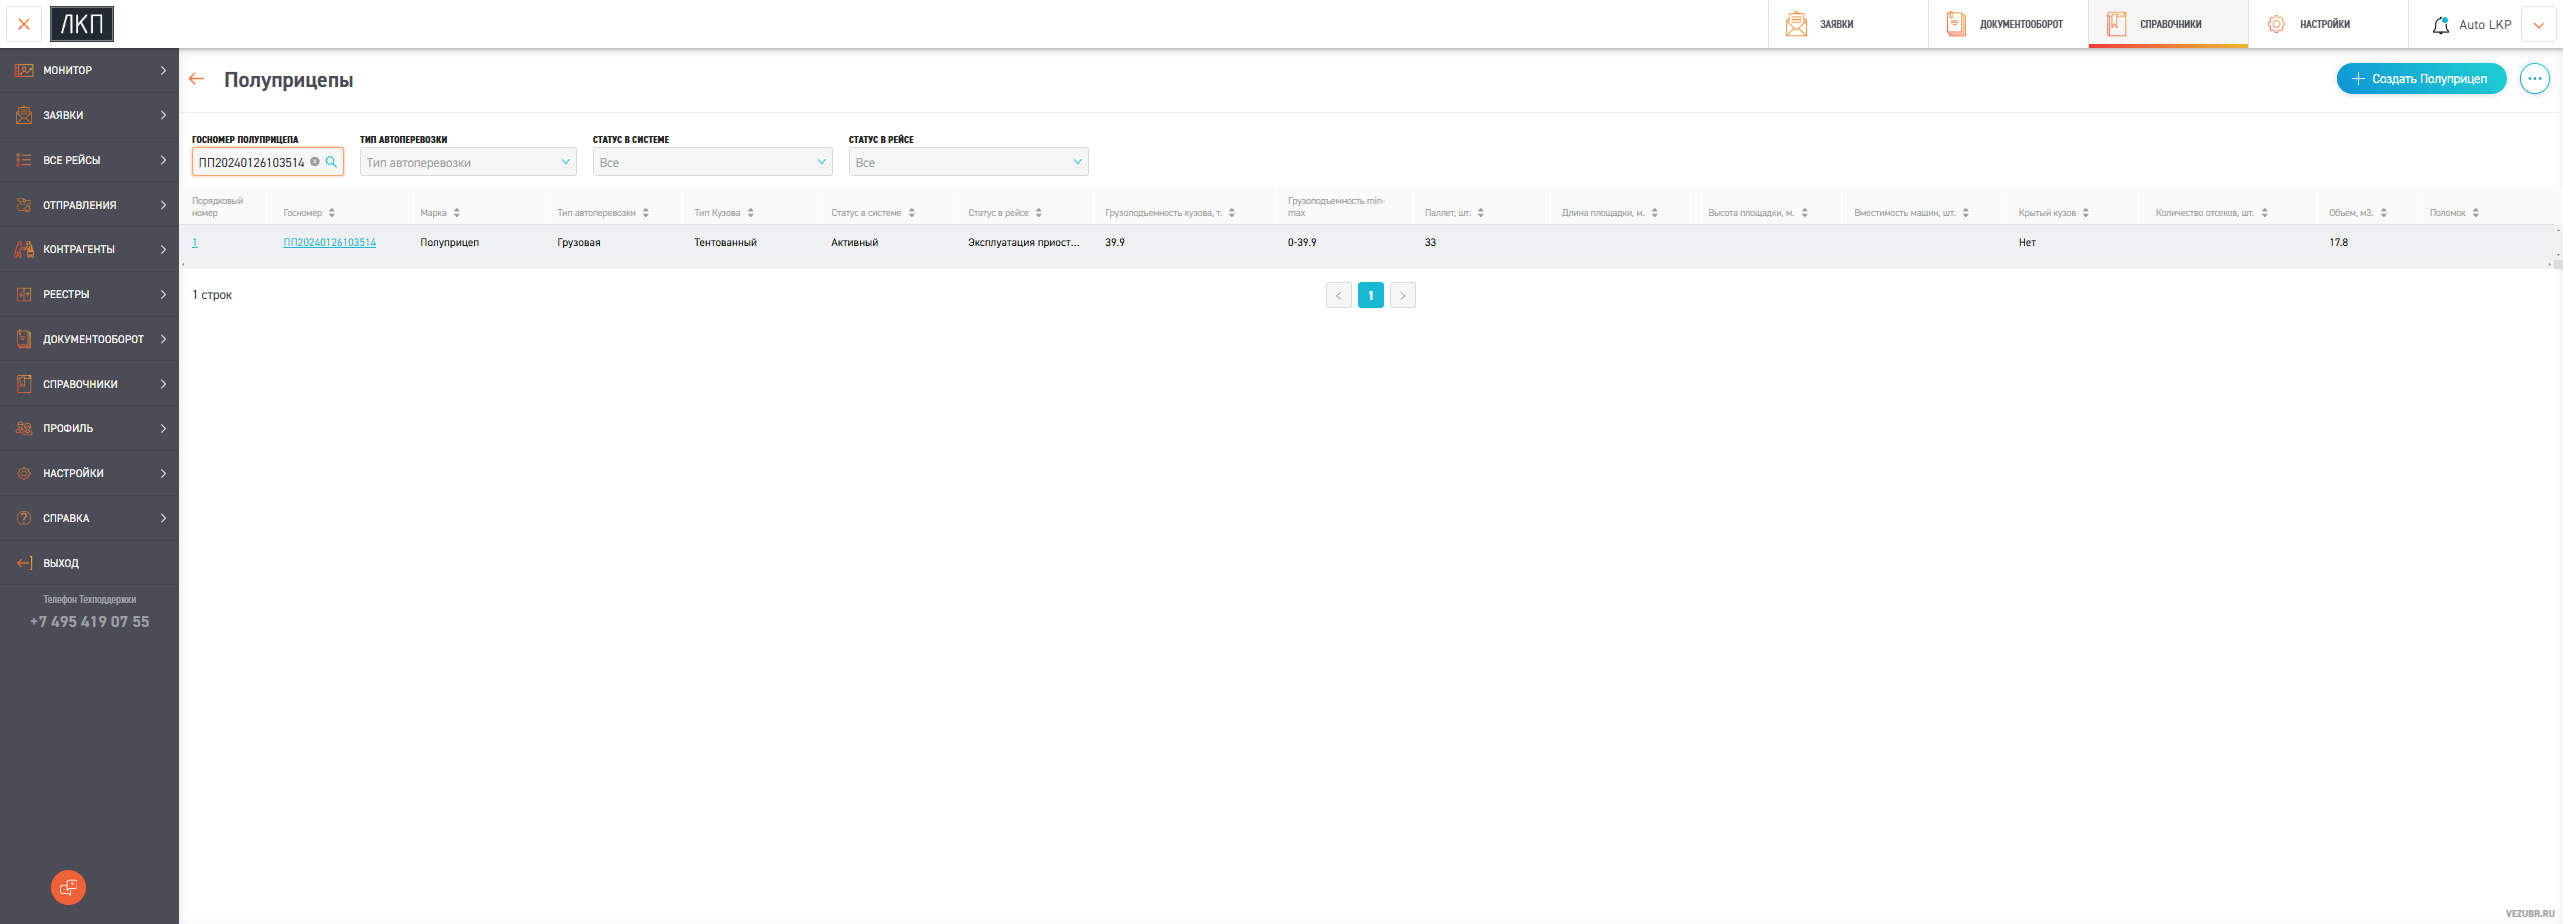 ЛКП
ЗАЯВКИ
ДОКУМЕНТООБОРОТ
СПРАВОЧНИКИ
НАСТРОЙКИ
Auto LKP
МОНИТОР
ЗАЯВКИ
ВСЕ РЕЙСЫ
ОТПРАВЛЕНИЯ
КОНТРАГЕНТЫ
РЕЕСТРЫ
ДОКУМЕНТООБОРОТ
СПРАВОЧНИКИ
ПРОФИЛЬ
НАСТРОЙКИ
СПРАВКА
ВЫХОД
Телефон Техподдержки
+7 495 419 07 55
Полуприцепы
Создать Полуприцеп
ГОСНОМЕР ПОЛУПРИЦЕПА
ТИП АВТОПЕРЕВОЗКИ
СТАТУС В СИСТЕМЕ
СТАТУС В РЕЙСЕ
ПП20240126103514
Тип автоперевозки
Все
Все
Порядковый номер
Госномер
Марка
Тип автоперевозки
Тип Кузова
Статус в системе
Статус в рейсе
Грузоподъемность кузова, т.
Грузоподъемность min-max
Паллет, шт.
Длина площадки, м.
Высота площадки, м.
Вместимость машин, шт.
Крытый кузов
Количество отсеков, шт.
Объем, м3.
Поломок
1
ПП20240126103514
Полуприцеп
Грузовая
Тентованный
Активный
Эксплуатация приост...
39.9
0-39.9
33
Нет
17.8
1 строк
1
VEZUBR.RU